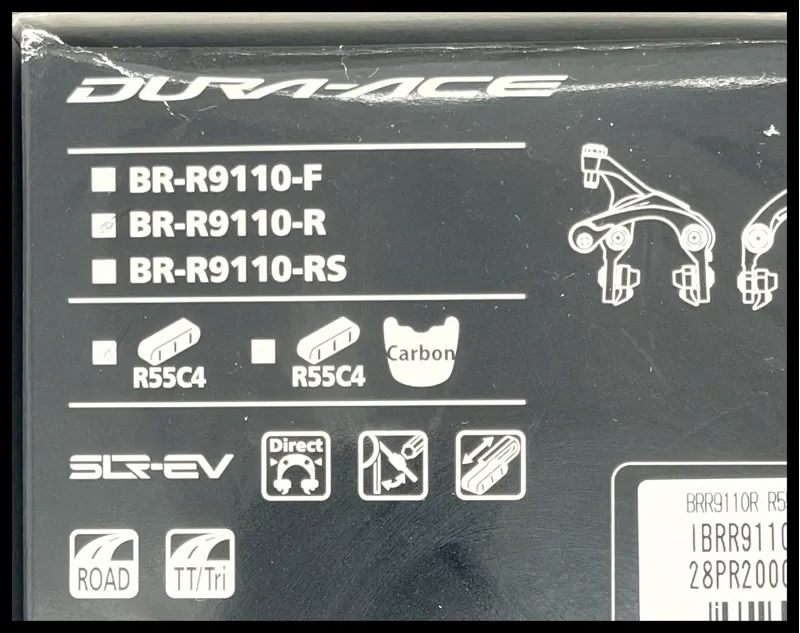 DURA-ACE
BR-R9110-F
BR-R9110-R
BR-R9110-RS
R55C4
R55C4
Carbon
SLR-EV
Direct
ROAD
TT/Tri
BRR9110R R5
IBRR9110
28PR2000